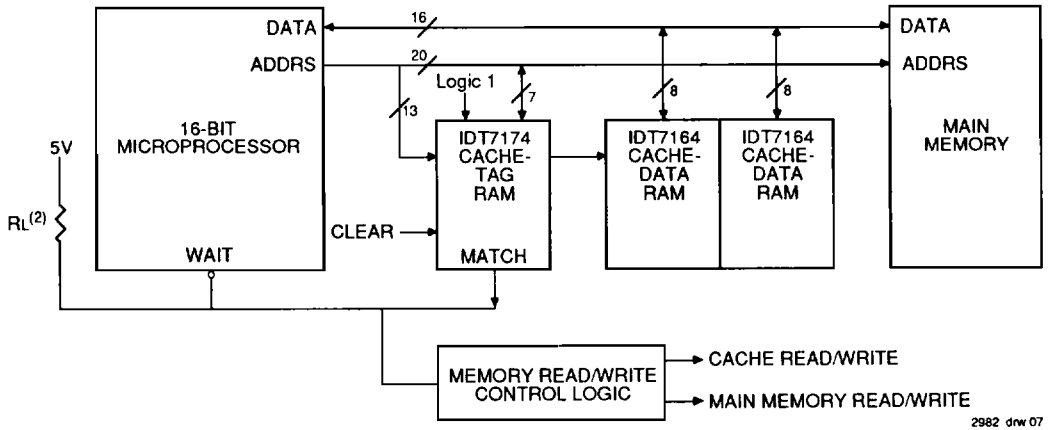 DATA
16
DATA
ADDRS
20
ADDRS
Logic 1
13
7
8
8
5V
16-BIT
MICROPROCESSOR
IDT7174
CACHE-
TAG
RAM
IDT7164
CACHE-
DATA
RAM
IDT7164
CACHE-
DATA
RAM
MAIN
MEMORY
RL(2)
CLEAR
WAIT
MATCH
MEMORY READ/WRITE
CONTROL LOGIC
CACHE READ/WRITE
MAIN MEMORY READ/WRITE
2982 drw 07